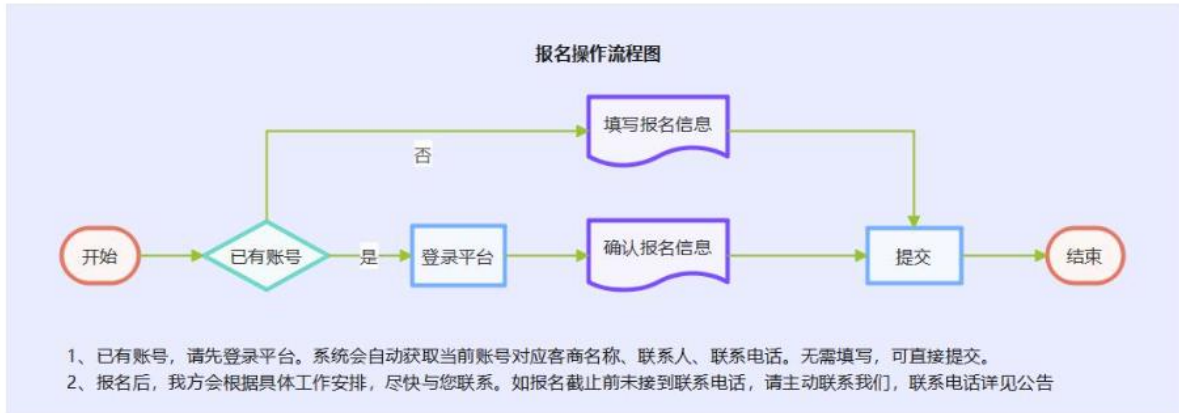 报名操作流程图
填写报名信息
否
开始
已有账号
是
登录平台
确认报名信息
提交
结束
1、已有账号，请先登录平台。系统会自动获取当前账号对应客商名称、联系人、联系电话。无需填写，可直接提交。
2、报名后，我方会根据具体工作安排，尽快与您联系。如报名截止前未接到联系电话，请主动联系我们，联系电话详见公告